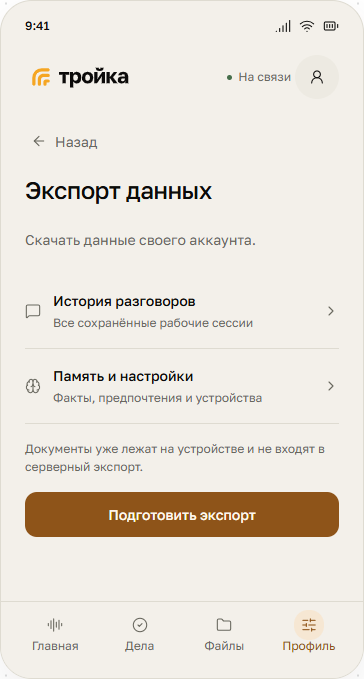 9:41
тройка
На связи
Назад
Экспорт данных
Скачать данные своего аккаунта.
История разговоров
Все сохранённые рабочие сессии
Память и настройки
Факты, предпочтения и устройства
Документы уже лежат на устройстве и не входят в
серверный экспорт.
Подготовить экспорт
Главная
Дела
Файлы
Профиль